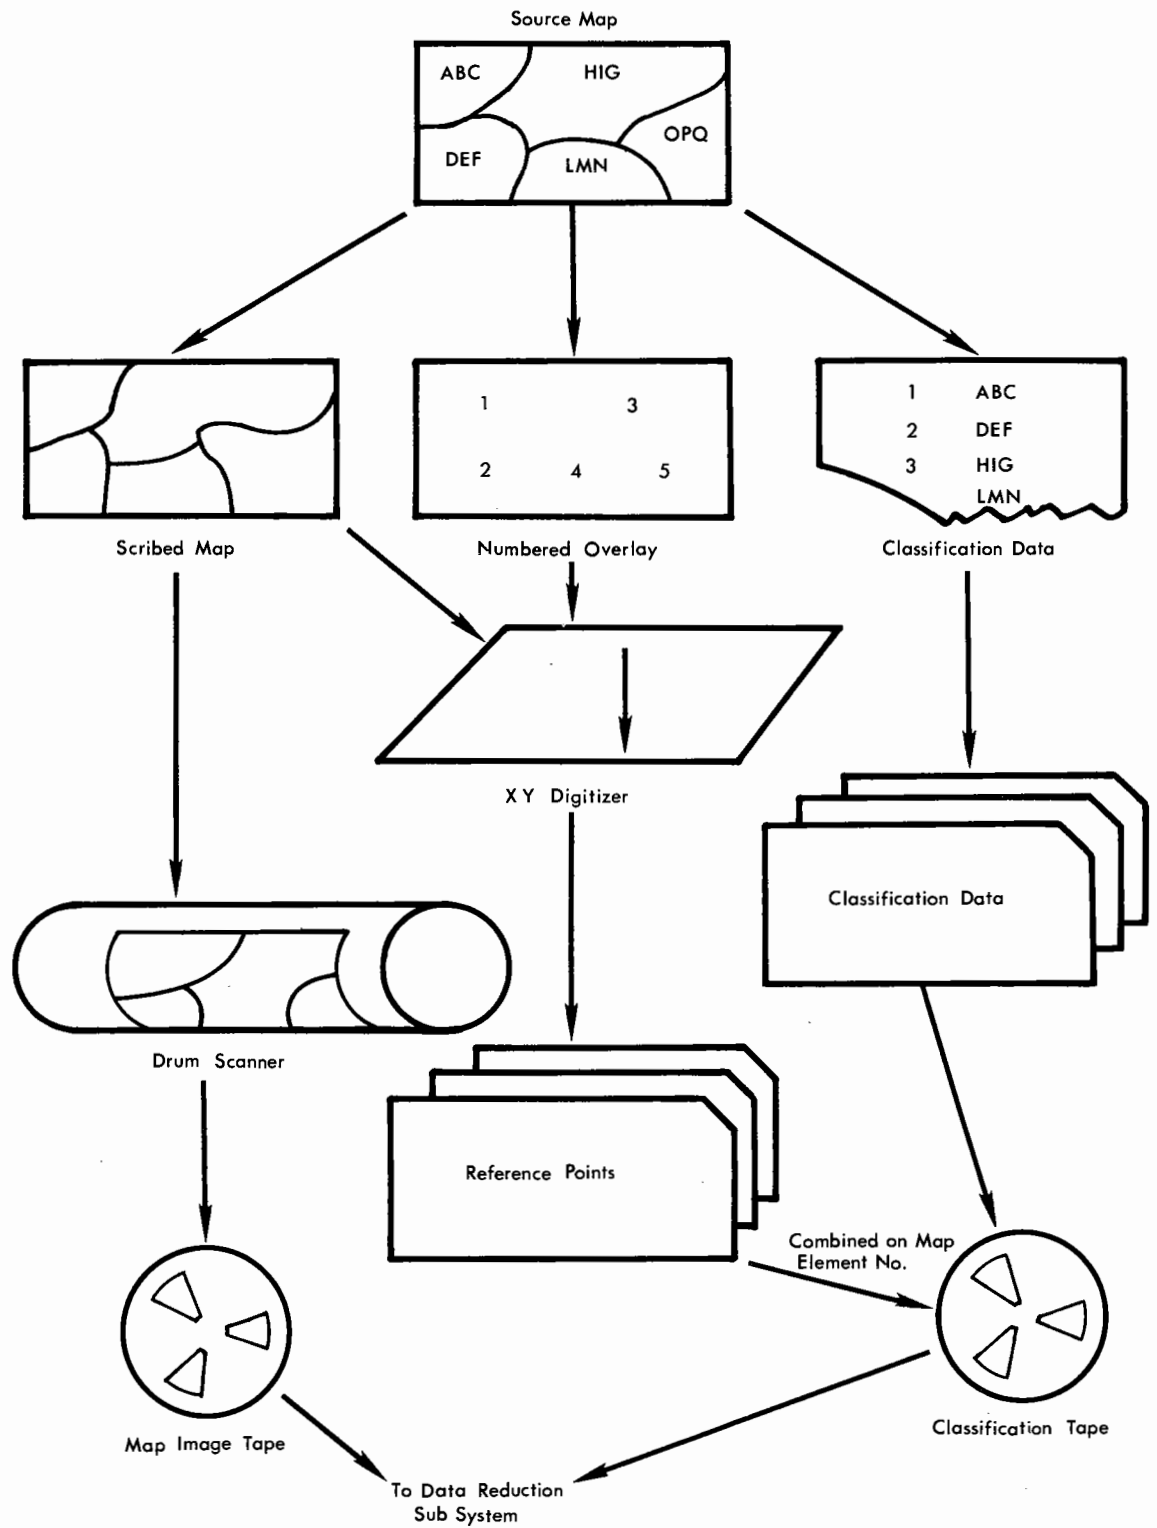 Source Map
ABC HIG
OPQ
DEF LMN
1 3
2 4 5
1 ABC
2 DEF
3 HIG
LMN
Scribed Map
Numbered Overlay
Classification Data
XY Digitizer
Classification Data
Drum Scanner
Reference Points
Combined on Map
Element No.
Map Image Tape
Classification Tape
To Data Reduction
Sub System